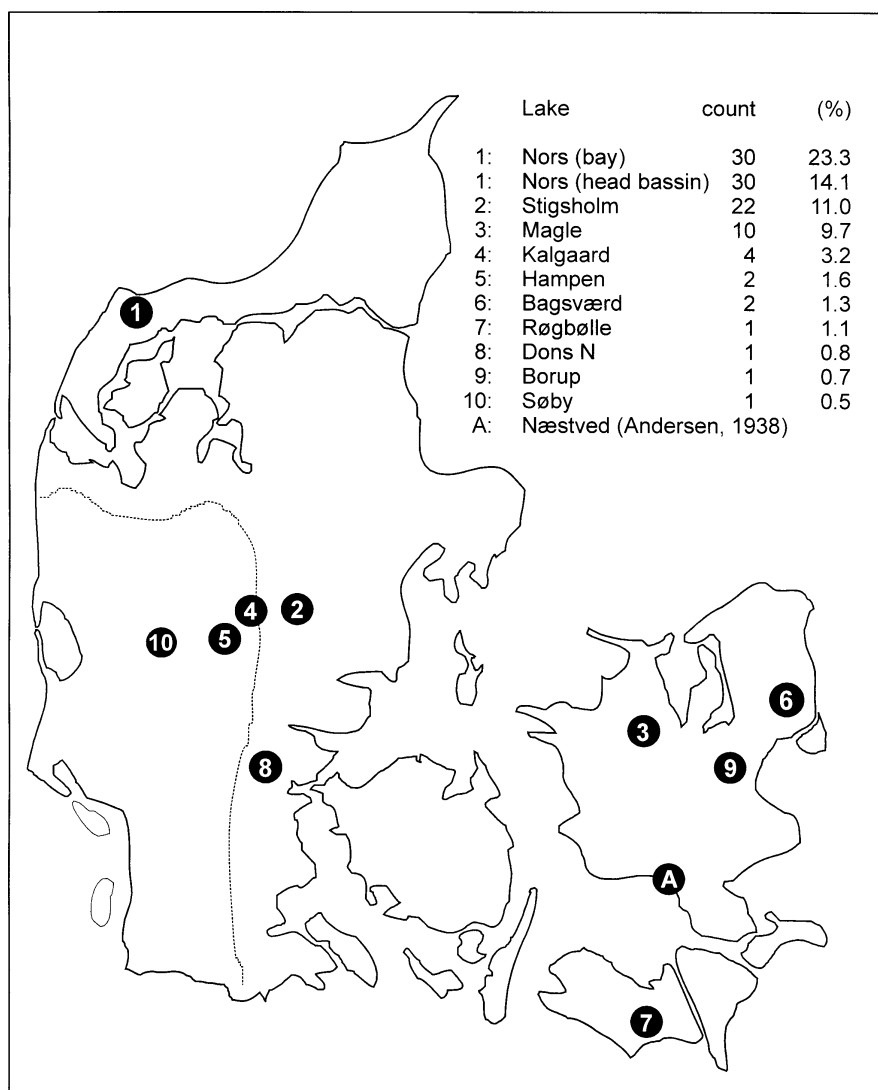 Lake count (%)
1: Nors (bay) 30 23.3
1: Nors (head bassin) 30 14.1
2: Stigsholm 22 11.0
3: Magle 10 9.7
4: Kalgaard 4 3.2
5: Hampen 2 1.6
6: Bagsværd 2 1.3
7: Røgbølle 1 1.1
8: Dons N 1 0.8
9: Borup 1 0.7
10: Søby 1 0.5
A: Næstved (Andersen, 1938)
1
4
2
5
10
6
3
8
9
A
7